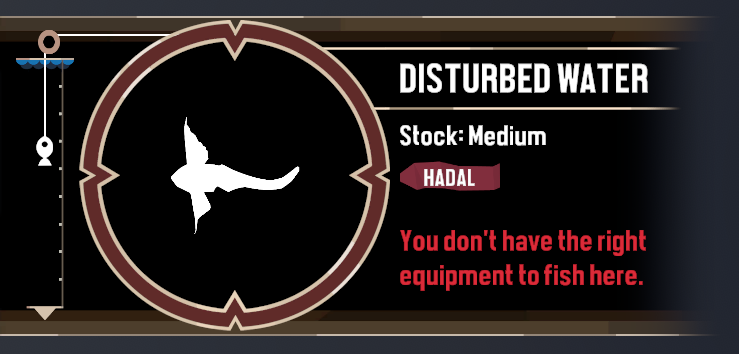 DISTURBED WATER
Stock: Medium
HADAL
You don't have the right
equipment to fish here.